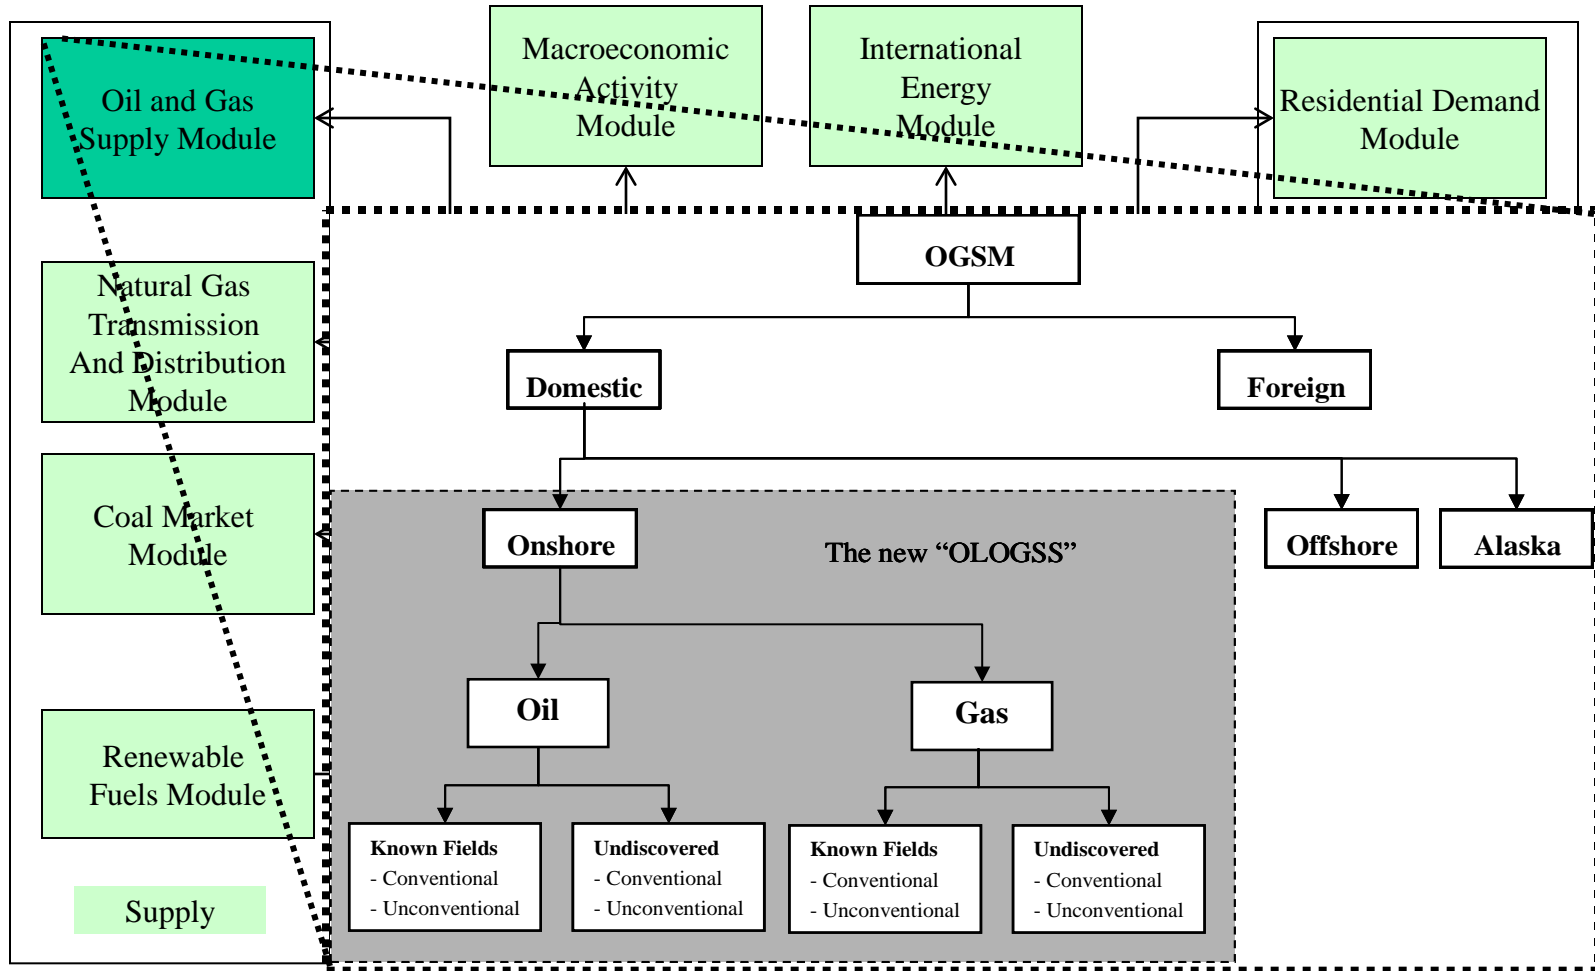 Oil and Gas
Supply Module
Macroeconomic
Activity
Module
International
Energy
Module
Residential Demand
Module
Natural Gas
Transmission
And Distribution
Module
Coal Market
Module
Renewable
Fuels Module
Supply
OGSM
Domestic
Foreign
Onshore
The new “OLOGSS”
Offshore
Alaska
Oil
Gas
Known Fields
- Conventional
- Unconventional
Undiscovered
- Conventional
- Unconventional
Known Fields
- Conventional
- Unconventional
Undiscovered
- Conventional
- Unconventional